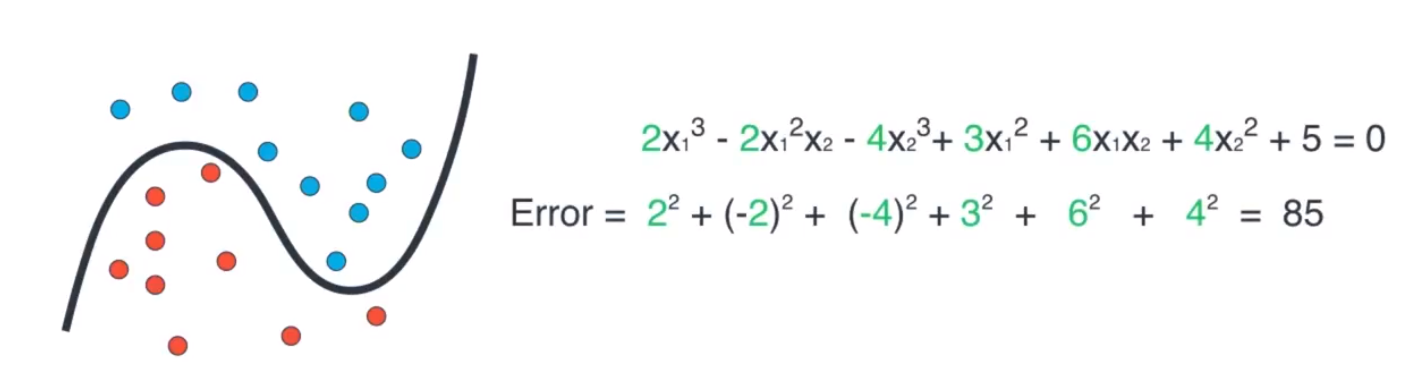 2x₁³ - 2x₁²x₂ - 4x₂³+ 3x₁² + 6x₁x₂ + 4x₂² + 5 = 0
Error = 2² + (-2)² + (-4)² + 3² + 6² + 4² = 85